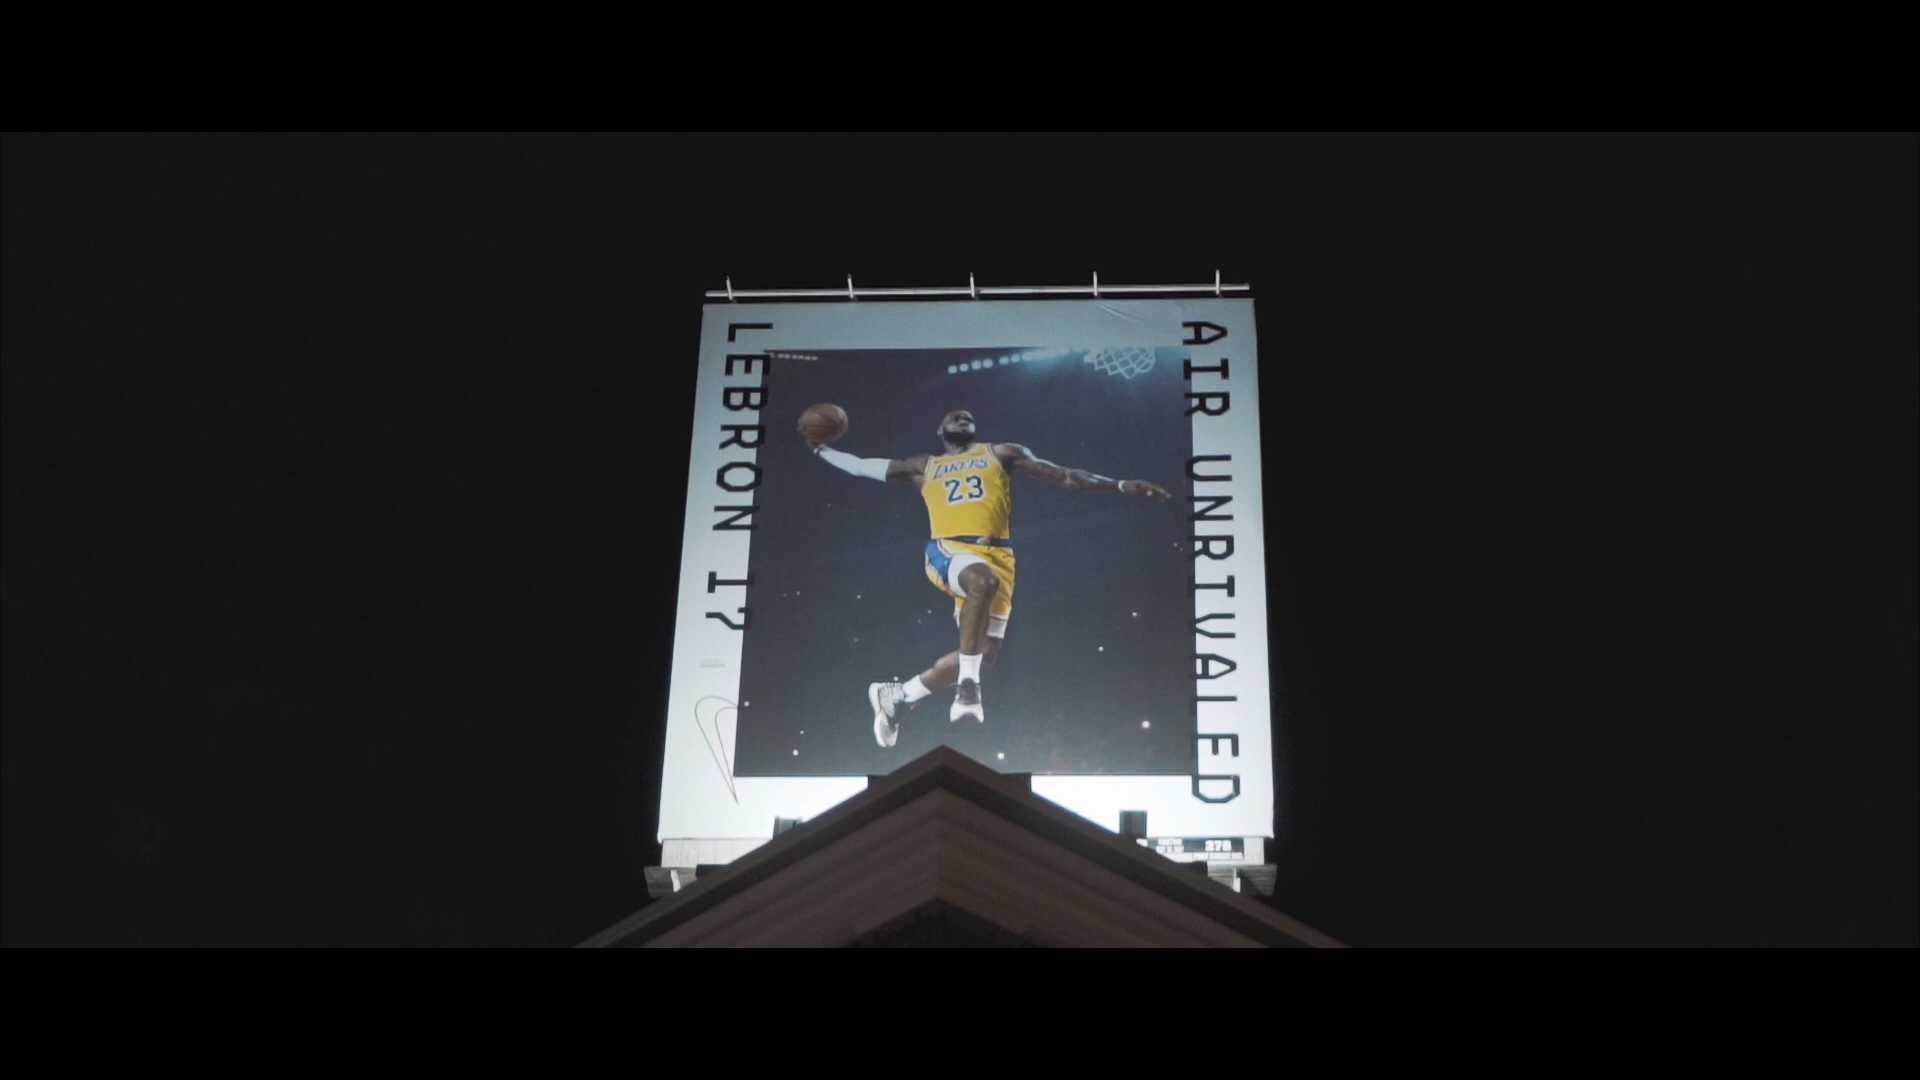 LEBRON 17
AIR UNRIVALED
LAKERS
23
278